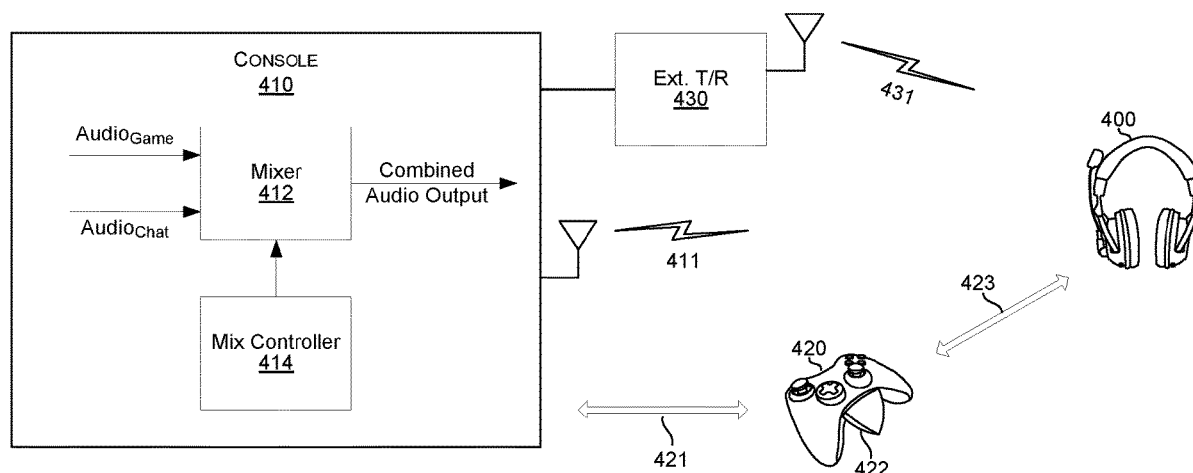 CONSOLE
410
AudioGame
AudioChat
Mixer
412
Combined
Audio Output
Mix Controller
414
Ext. T/R
430
431
411
400
423
420
421
422